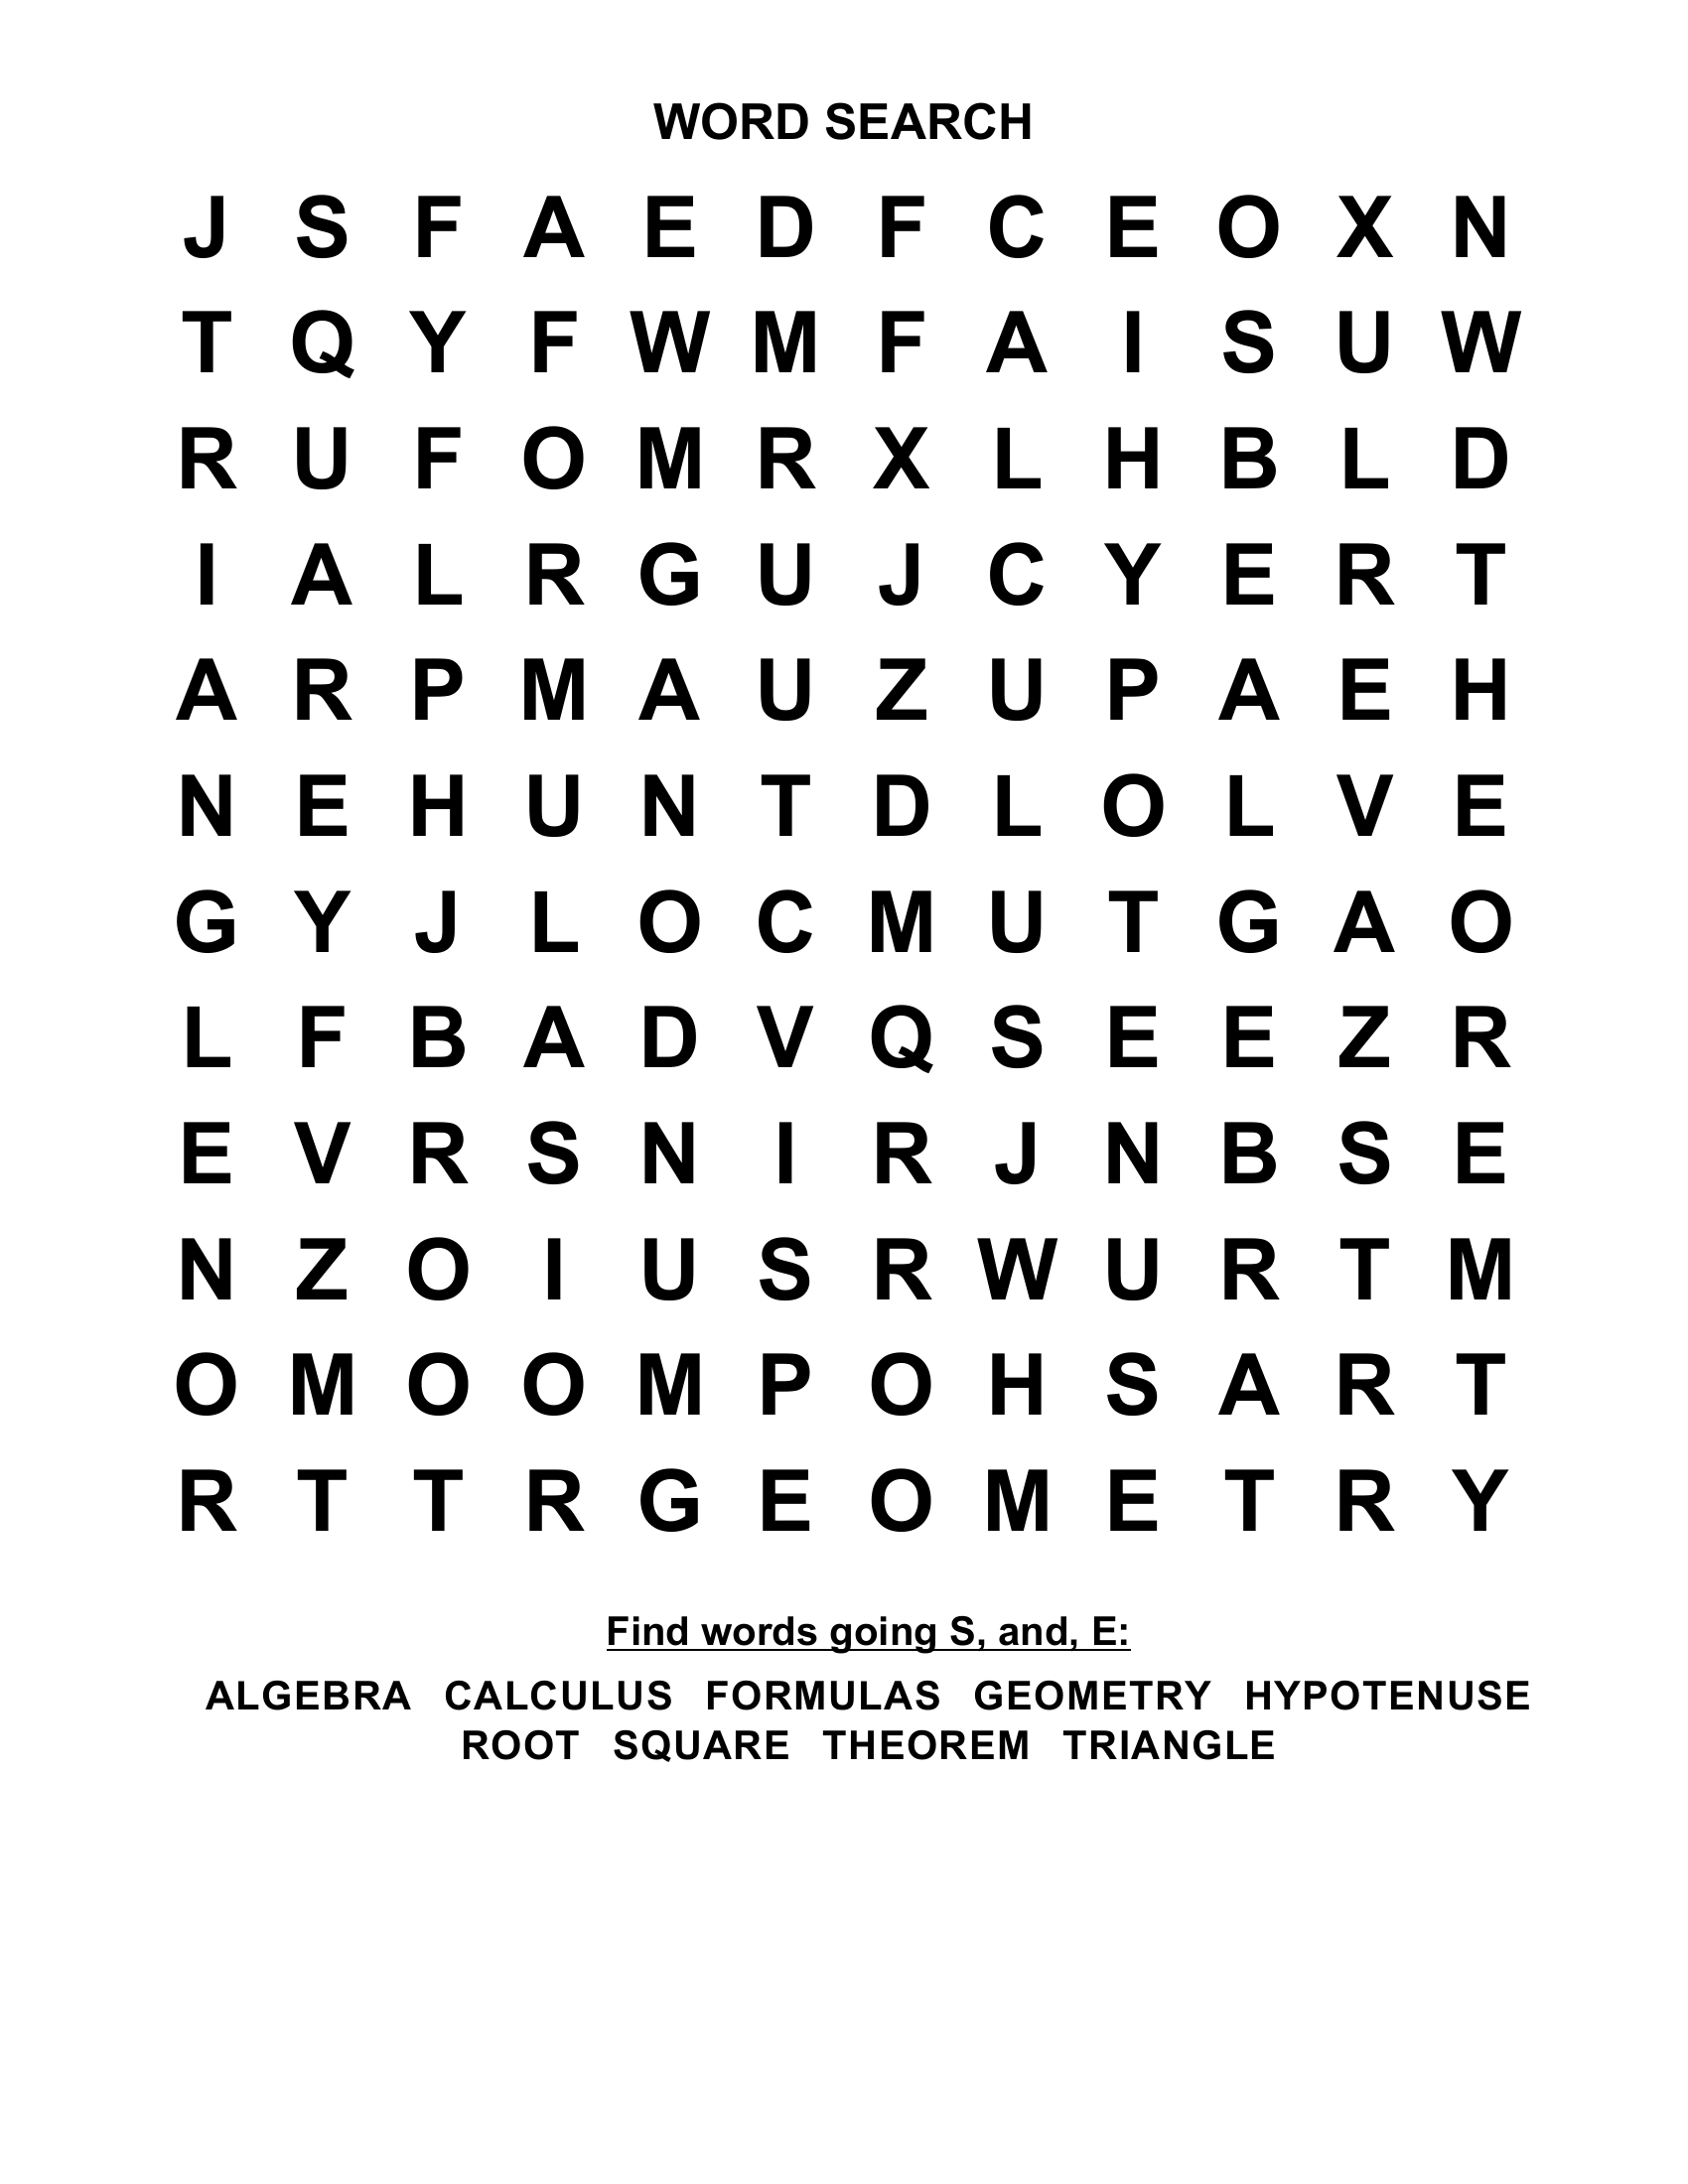 WORD SEARCH
J S F A E D F C E O X N
T Q Y F W M F A I S U W
R U F O M R X L H B L D
I A L R G U J C Y E R T
A R P M A U Z U P A E H
N E H U N T D L O L V E
G Y J L O C M U T G A O
L F B A D V Q S E E Z R
E V R S N I R J N B S E
N Z O I U S R W U R T M
O M O O M P O H S A R T
R T T R G E O M E T R Y
Find words going S, and, E:
ALGEBRA CALCULUS FORMULAS GEOMETRY HYPOTENUSE
ROOT SQUARE THEOREM TRIANGLE